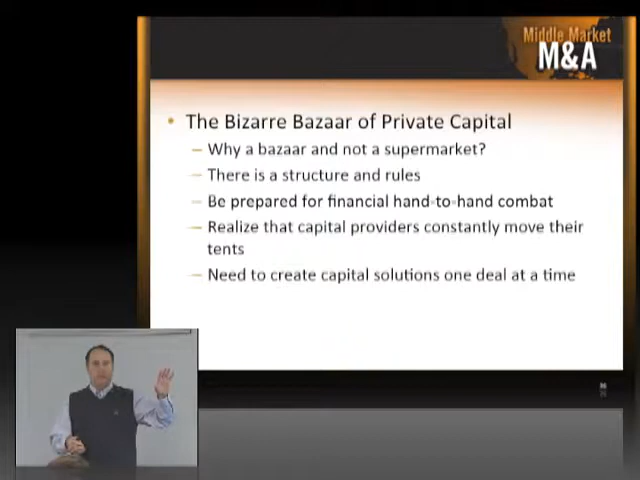 Middle Market
M&A
• The Bizarre Bazaar of Private Capital
– Why a bazaar and not a supermarket?
– There is a structure and rules
– Be prepared for financial hand-to-hand combat
– Realize that capital providers constantly move their
tents
– Need to create capital solutions one deal at a time